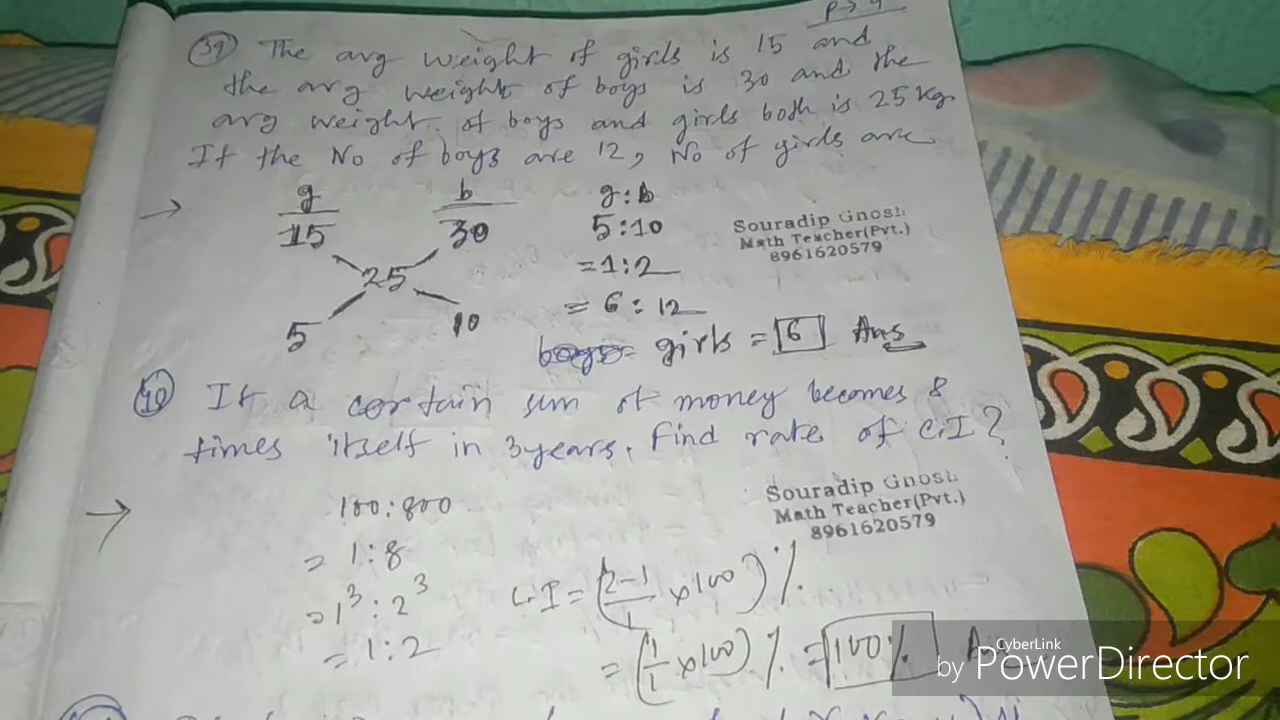 P→9
39 The avg weight of girls is 15 and
the avg weight of boys is 30 and the
avg weight of boys and girls both is 25 kg.
If the No of boys are 12, No of girls are
→ g b g:b
15 30 5:10
25 =1:2
5 10 = 6:12
boys= girls = 6 Ans
Souradip Ghosh
Math Teacher(Pvt.)
8961620579
40 If a certain sum of money becomes 8
times itself in 3 years. Find rate of C.I?
→ 100:800
= 1:8
=1³:2³
= 1:2
C.I = (2-1/1 ×100)%
= (1/1 ×100)% = 100% Ans
Souradip Ghosh
Math Teacher(Pvt.)
8961620579
CyberLink
by PowerDirector